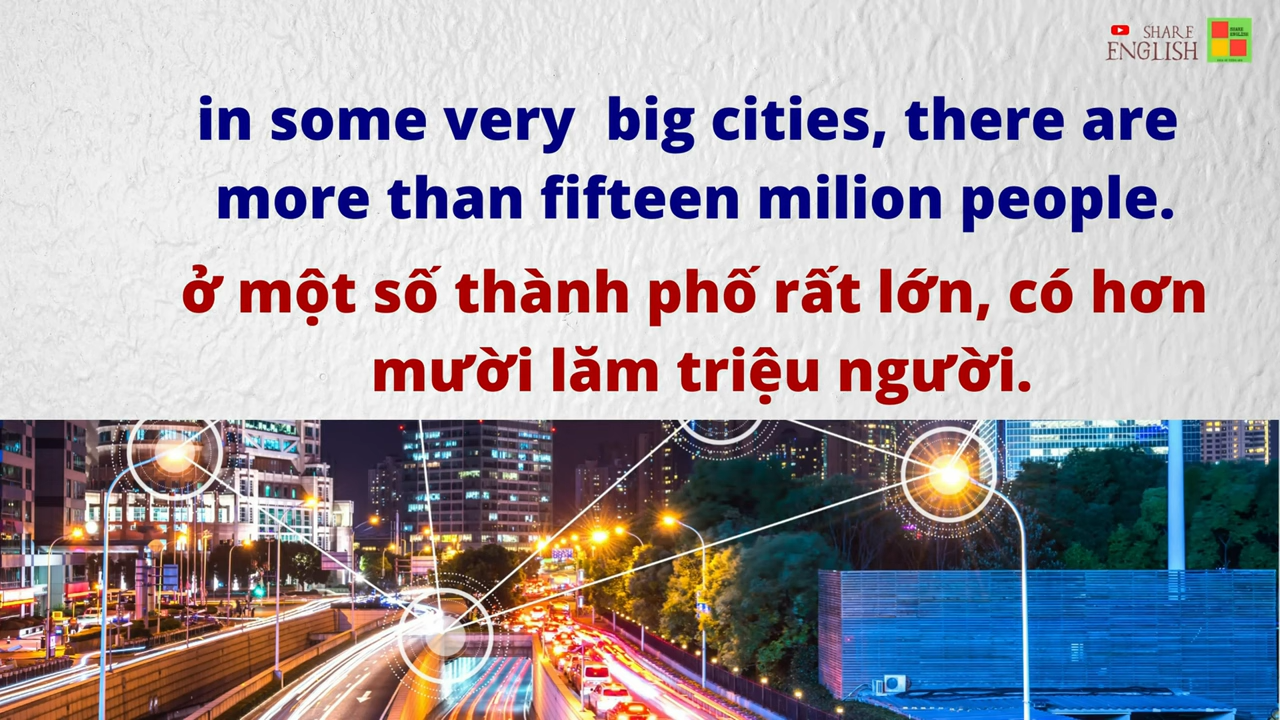 SHARE
ENGLISH
in some very  big cities, there are
more than fifteen milion people.
ở một số thành phố rất lớn, có hơn
mười lăm triệu người.